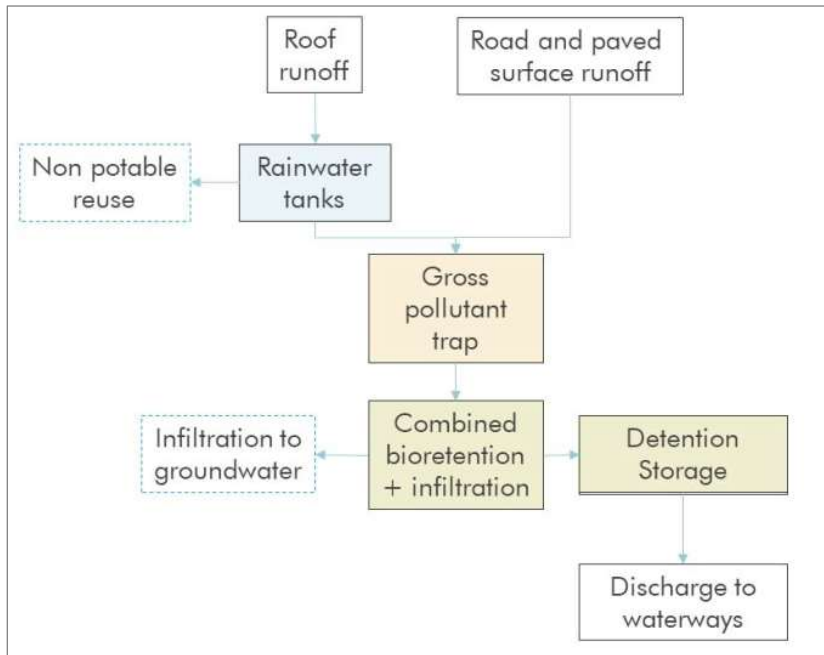 Roof
runoff
Road and paved
surface runoff
Non potable
reuse
Rainwater
tanks
Gross
pollutant
trap
Infiltration to
groundwater
Combined
bioretention
+ infiltration
Detention
Storage
Discharge to
waterways